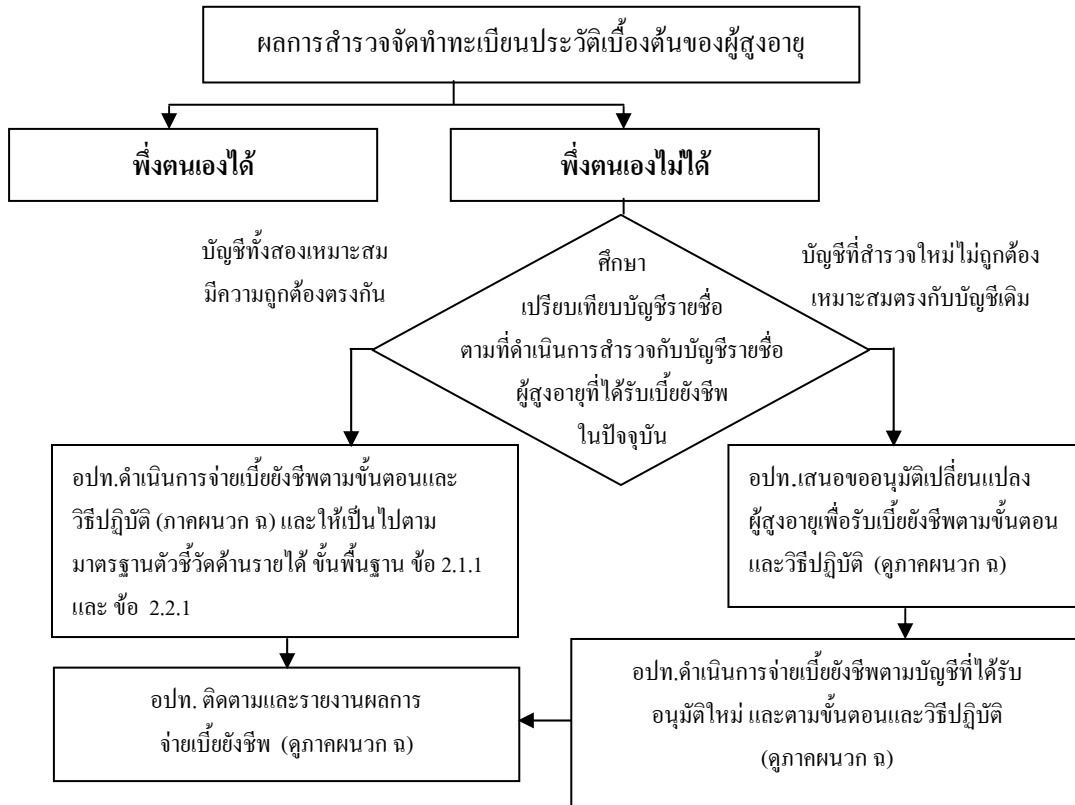 ผลการสำรวจจัดทำทะเบียนประวัติเบื้องต้นของผู้สูงอายุ
พึ่งตนเองได้
พึ่งตนเองไม่ได้
บัญชีทั้งสองเหมาะสม
มีความถูกต้องตรงกัน
ศึกษา
เปรียบเทียบบัญชีรายชื่อ
ตามที่ดำเนินการสำรวจกับบัญชีรายชื่อ
ผู้สูงอายุที่ได้รับเบี้ยยังชีพ
ในปัจจุบัน
บัญชีที่สำรวจใหม่ไม่ถูกต้อง
เหมาะสมตรงกับบัญชีเดิม
อปท.ดำเนินการจ่ายเบี้ยยังชีพตามขั้นตอนและ
วิธีปฏิบัติ (ภาคผนวก ฉ) และให้เป็นไปตาม
มาตรฐานตัวชี้วัดด้านรายได้ ขั้นพื้นฐาน ข้อ 2.1.1
และ ข้อ 2.2.1
อปท.เสนอขออนุมัติเปลี่ยนแปลง
ผู้สูงอายุเพื่อรับเบี้ยยังชีพตามขั้นตอน
และวิธีปฏิบัติ (ดูภาคผนวก ฉ)
อปท. ติดตามและรายงานผลการ
จ่ายเบี้ยยังชีพ (ดูภาคผนวก ฉ)
อปท.ดำเนินการจ่ายเบี้ยยังชีพตามบัญชีที่ได้รับ
อนุมัติใหม่ และตามขั้นตอนและวิธีปฏิบัติ
(ดูภาคผนวก ฉ)